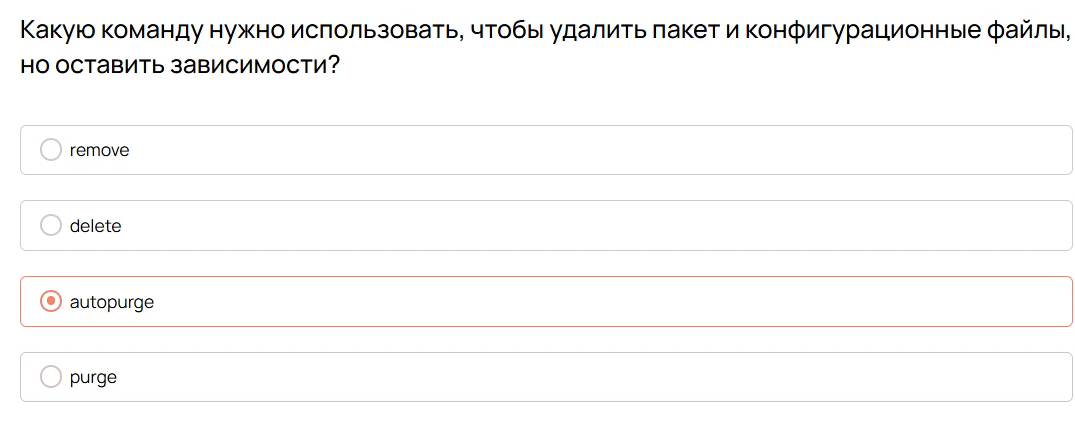 Какую команду нужно использовать, чтобы удалить пакет и конфигурационные файлы,
но оставить зависимости?
remove
delete
autopurge
purge